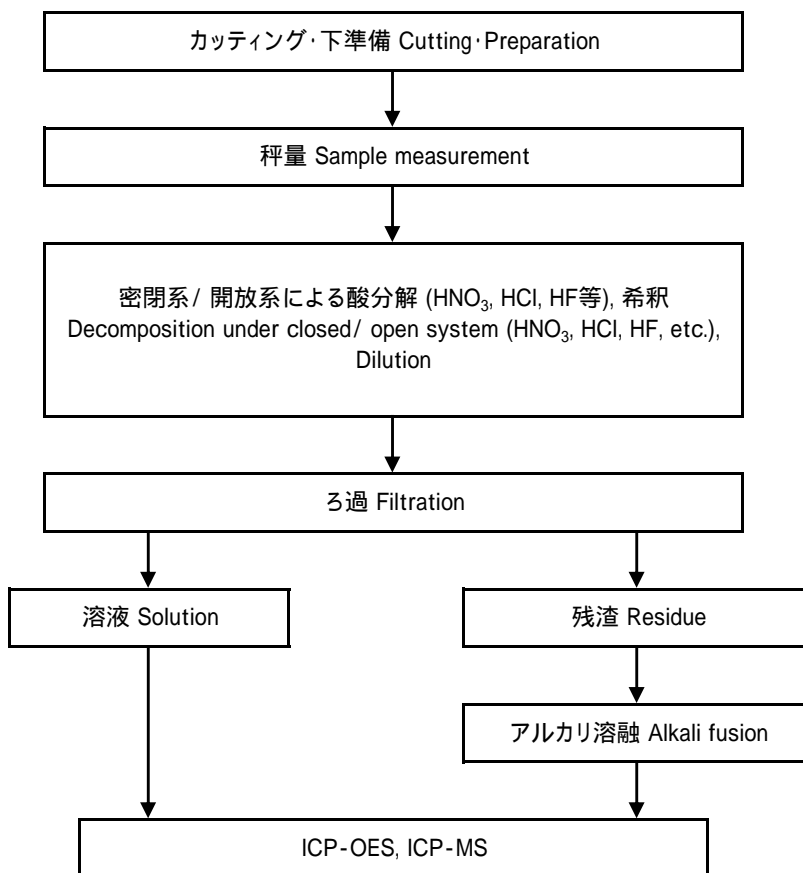 カッティング・下準備 Cutting・Preparation
秤量 Sample measurement
密閉系/ 開放系による酸分解 (HNO₃, HCl, HF等), 希釈
Decomposition under closed/ open system (HNO₃, HCl, HF, etc.),
Dilution
ろ過 Filtration
溶液 Solution
残渣 Residue
アルカリ溶融 Alkali fusion
ICP-OES, ICP-MS